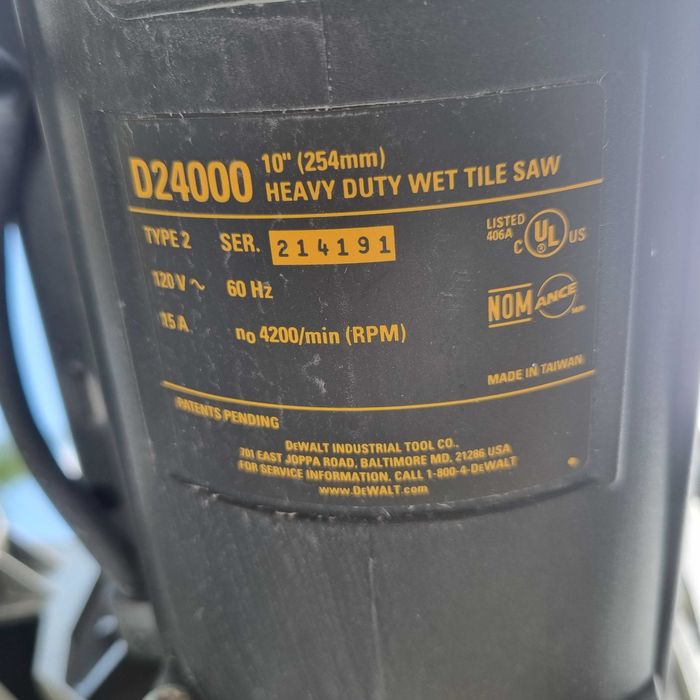 D24000 10" (254mm)
HEAVY DUTY WET TILE SAW
TYPE 2 SER. 214191
LISTED
406A
C UL ® US
120 V ~ 60 Hz
NOM ANCE
15 A no 4200/min (RPM)
MADE IN TAIWAN
PATENTS PENDING
DEWALT INDUSTRIAL TOOL CO.,
701 EAST JOPPA ROAD, BALTIMORE MD. 21286 USA
FOR SERVICE INFORMATION, CALL 1-800-4-DEWALT
www.DEWALT.com